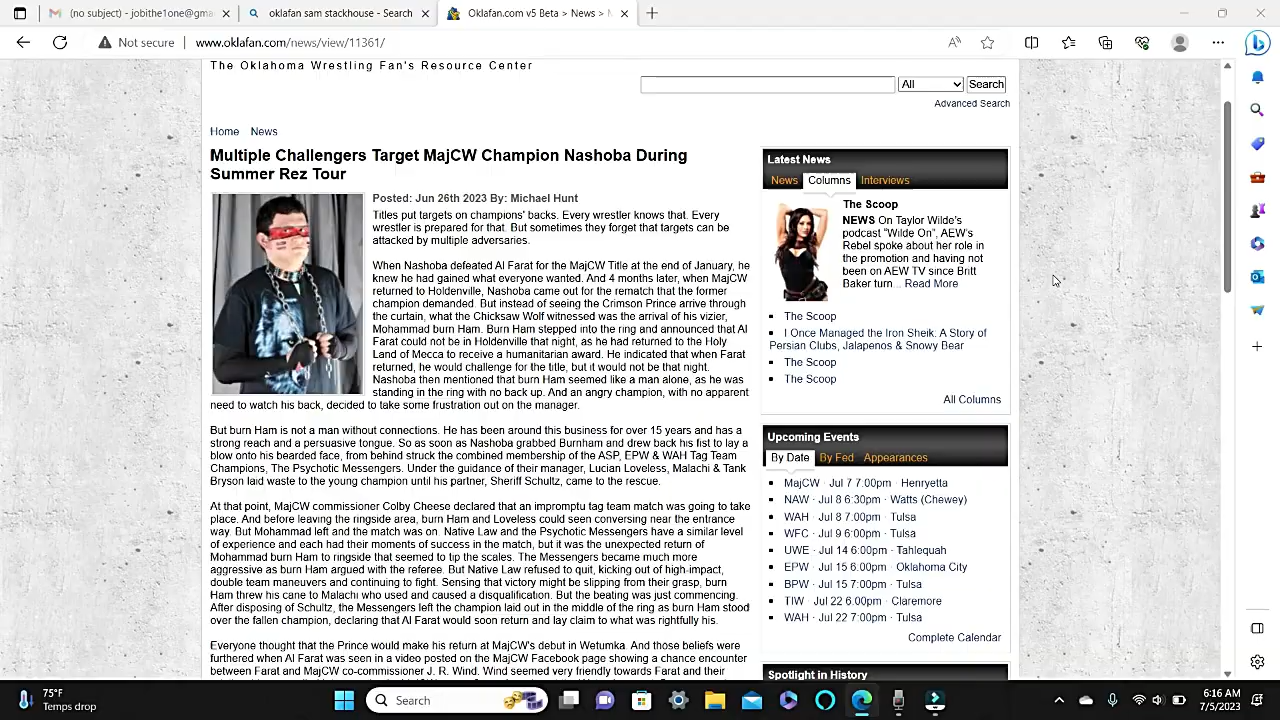 (no subject) - jobithe1one@gma
oklafan sam stackhouse - Search
Oklafan.com v5 Beta > News > M
Not secure
www.oklafan.com/news/view/11361/
The Oklahoma Wrestling Fan's Resource Center
All
Search
Advanced Search
Home News
Multiple Challengers Target MajCW Champion Nashoba During
Summer Rez Tour
Posted: Jun 26th 2023 By: Michael Hunt
Titles put targets on champions' backs. Every wrestler knows that. Every
wrestler is prepared for that. But sometimes they forget that targets can be
attacked by multiple adversaries.
When Nashoba defeated Al Farat for the MajCW Title at the end of January, he
knew he had gained what everyone wanted. And 4 months later, when MajCW
returned to Holdenville, Nashoba came out for the rematch that the former
champion demanded. But instead of seeing the Crimson Prince arrive through
the curtain, what the Chicksaw Wolf witnessed was the arrival of his vizier,
Mohammad burn Ham. Burn Ham stepped into the ring and announced that Al
Farat could not be in Holdenville that night, as he had returned to the Holy
Land of Mecca to receive a humanitarian award. He indicated that when Farat
returned, he would challenge for the title, but it would not be that night.
Nashoba then mentioned that burn Ham seemed like a man alone, as he was
standing in the ring with no back up. And an angry champion, with no apparent
need to watch his back, decided to take some frustration out on the manager.
But burn Ham is not a man without connections. He has been around this business for over 15 years and has a
strong reach and a persuasive tongue. So as soon as Nashoba grabbed Burnham and drew back his fist to lay a
blow onto his bearded face, from behind struck the combined membership of the ASP, EPW & WAH Tag Team
Champions, The Psychotic Messengers. Under the guidance of their manager, Lucian Loveless, Malachi & Tank
Bryson laid waste to the young champion until his partner, Sheriff Schultz, came to the rescue.
At that point, MajCW commissioner Colby Cheese declared that an impromptu tag team match was going to take
place. And before leaving the ringside area, burn Ham and Loveless could seen conversing near the entrance
way. But Mohammad left and the match was on. Native Law and the Psychotic Messengers have a similar level
of experience and each had their moments of success in the match, but it was the unexpected return of
Mohammad burn Ham to ringside that seemed to tip the scales. The Messengers became much more
aggressive as burn Ham argued with the referee. But Native Law refused to quit, kicking out of high-impact,
double team maneuvers and continuing to fight. Sensing that victory might be slipping from their grasp, burn
Ham threw his cane to Malachi who used and caused a disqualification. But the beating was just commencing.
After disposing of Schultz, the Messengers left the champion laid out in the middle of the ring as burn Ham stood
over the fallen champion, declaring that Al Farat would soon return and lay claim to what was rightfully his.
Everyone thought that the Prince would make his return at MajCW's debut in Wetumka. And those beliefs were
furthered when Al Farat was seen in a video posted on the MajCW Facebook page showing a chance encounter
between Farat and MajCW co-commissioner J. R. Wind. Wind seemed very friendly towards Farat and their
Latest News
News Columns Interviews
The Scoop
NEWS On Taylor Wilde's
podcast "Wilde On", AEW's
Rebel spoke about her role in
the promotion and having not
been on AEW TV since Britt
Baker turn... Read More
The Scoop
I Once Managed the Iron Sheik: A Story of
Persian Clubs, Jalapenos & Snowy Bear
The Scoop
The Scoop
All Columns
Upcoming Events
By Date By Fed Appearances
MajCW · Jul 7 7:00pm · Henryetta
NAW · Jul 8 6:30pm · Watts (Chewey)
WAH · Jul 8 7:00pm · Tulsa
WFC · Jul 9 6:00pm · Tulsa
UWE · Jul 14 6:00pm · Tahlequah
EPW · Jul 15 6:00pm · Oklahoma City
BPW · Jul 15 7:00pm · Tulsa
TIW · Jul 22 6:00pm · Claremore
WAH · Jul 22 7:00pm · Tulsa
Complete Calendar
Spotlight in History
75°F
Temps drop
Search
6:16 AM
7/5/2023